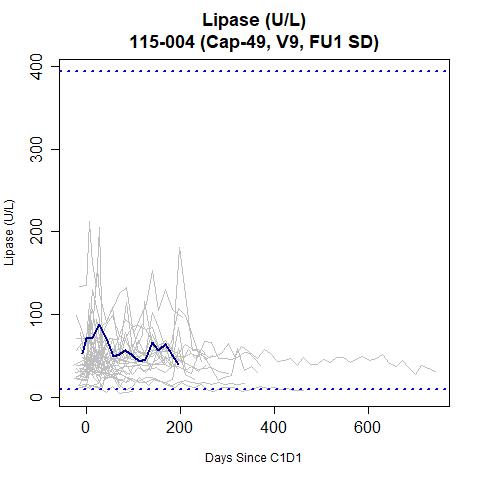 Lipase (U/L)
115-004 (Cap-49, V9, FU1 SD)
400
300
200
100
0
Lipase (U/L)
0 200 400 600
Days Since C1D1